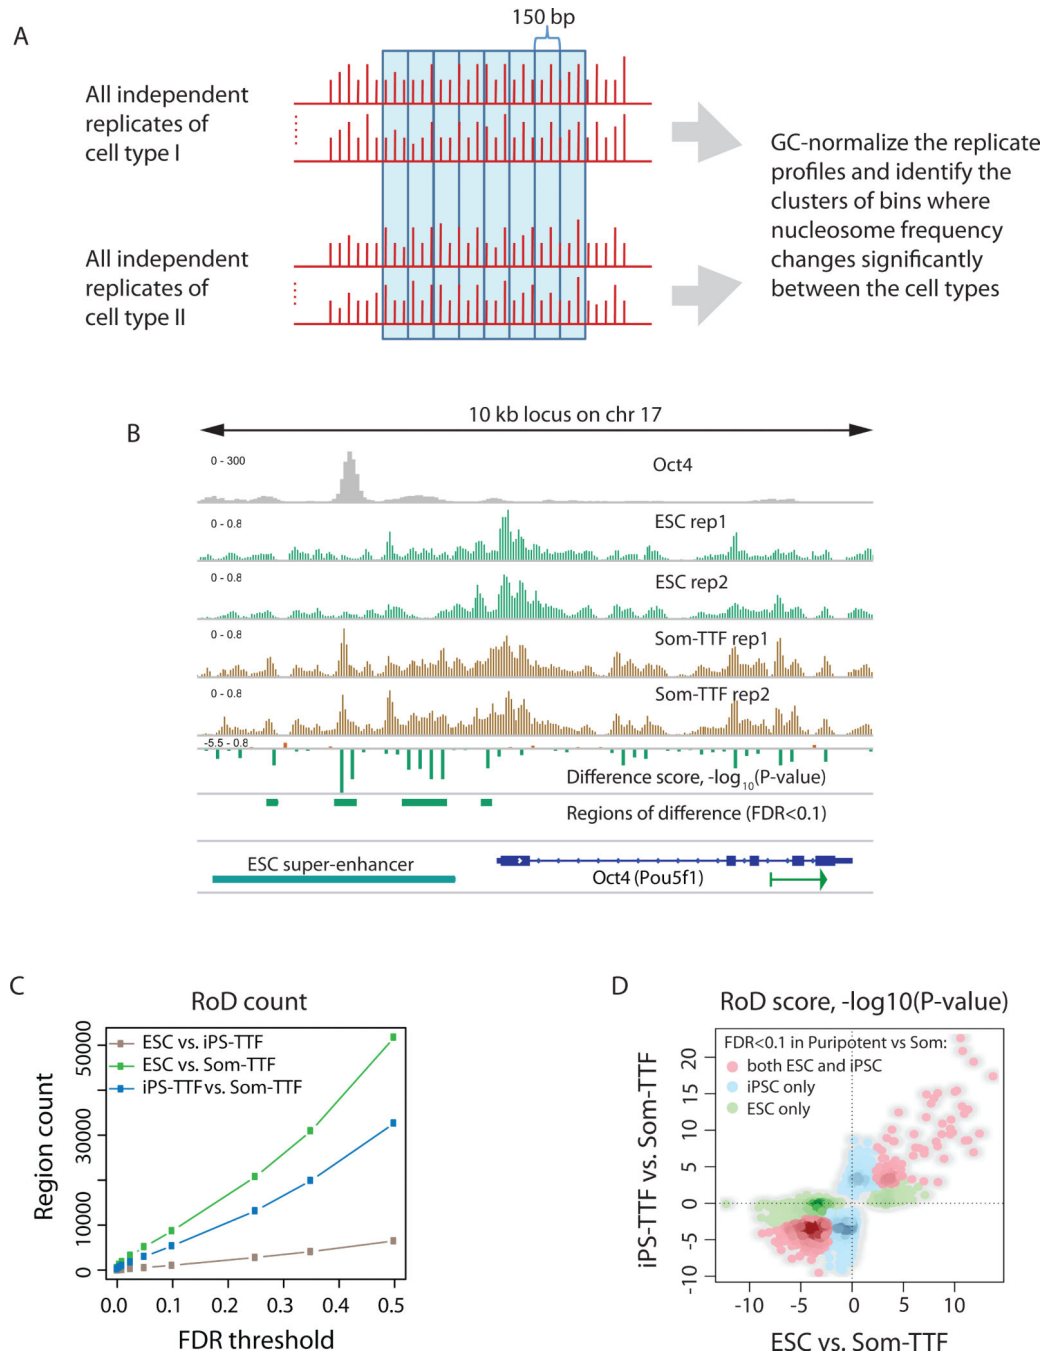 A
150 bp
All independent
replicates of
cell type I
All independent
replicates of
cell type II
GC-normalize the replicate
profiles and identify the
clusters of bins where
nucleosome frequency
changes significantly
between the cell types
B
10 kb locus on chr 17
0 - 300
Oct4
0 - 0.8
ESC rep1
0 - 0.8
ESC rep2
0 - 0.8
Som-TTF rep1
0 - 0.8
Som-TTF rep2
-5.5 - 0.8
Difference score, -log10(P-value)
Regions of difference (FDR<0.1)
ESC super-enhancer
Oct4 (Pou5f1)
C
RoD count
ESC vs. iPS-TTF
ESC vs. Som-TTF
iPS-TTF vs. Som-TTF
Region count
50000
30000
10000
0
0.0 0.1 0.2 0.3 0.4 0.5
FDR threshold
D
RoD score, -log10(P-value)
FDR<0.1 in Puripotent vs Som:
both ESC and iPSC
iPSC only
ESC only
iPS-TTF vs. Som-TTF
20
15
10
5
0
-5
-10
-10 -5 0 5 10
ESC vs. Som-TTF